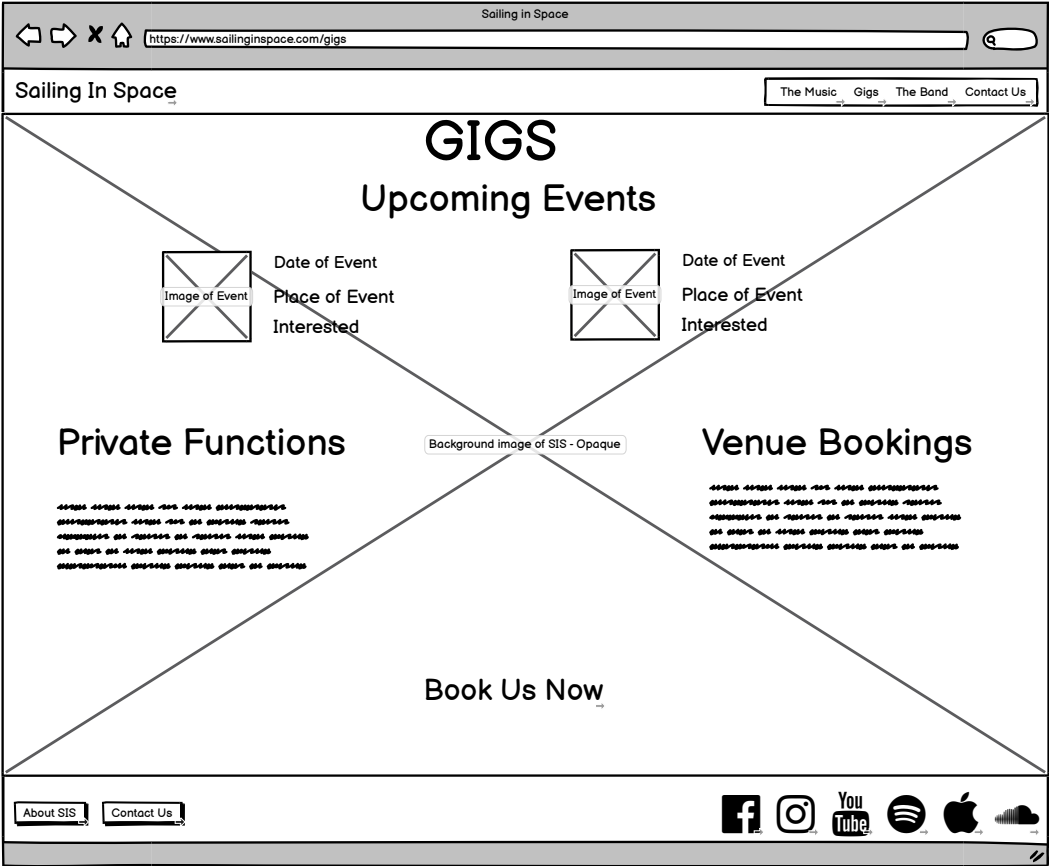 Sailing in Space
https://www.sailinginspace.com/gigs
Sailing In Space
The Music Gigs The Band Contact Us
GIGS
Upcoming Events
Image of Event
Date of Event
Place of Event
Interested
Image of Event
Date of Event
Place of Event
Interested
Private Functions
Background image of SIS - Opaque
Venue Bookings
Book Us Now
About SIS
Contact Us
You
Tube